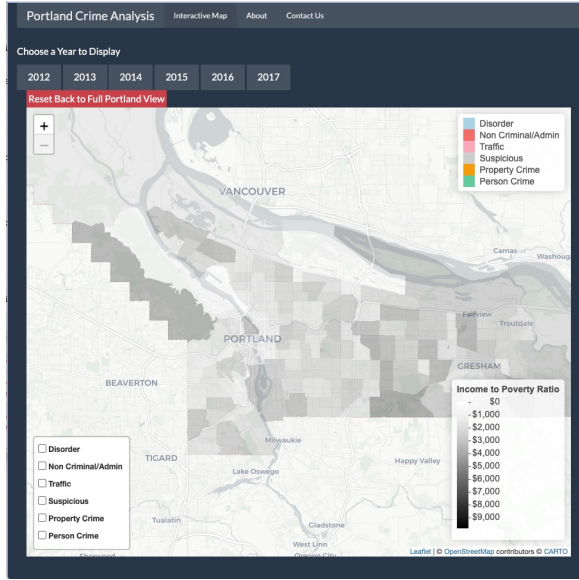 Portland Crime Analysis Interactive Map About Contact Us
Choose a Year to Display
2012 2013 2014 2015 2016 2017
Reset Back to Full Portland View
+
−
Disorder
Non Criminal/Admin
Traffic
Suspicious
Property Crime
Person Crime
VANCOUVER
Camas
Washoug
Fairview
Troutdale
PORTLAND
GRESHAM
BEAVERTON
Milwaukie
TIGARD
Happy Valley
Lake Oswego
Tualatin
Gladstone
West Linn
Oregon City
Sherwood
Income to Poverty Ratio
- $0
- $1,000
- $2,000
- $3,000
- $4,000
- $5,000
- $6,000
- $7,000
- $8,000
- $9,000
Disorder
Non Criminal/Admin
Traffic
Suspicious
Property Crime
Person Crime
Leaflet | © OpenStreetMap contributors © CARTO